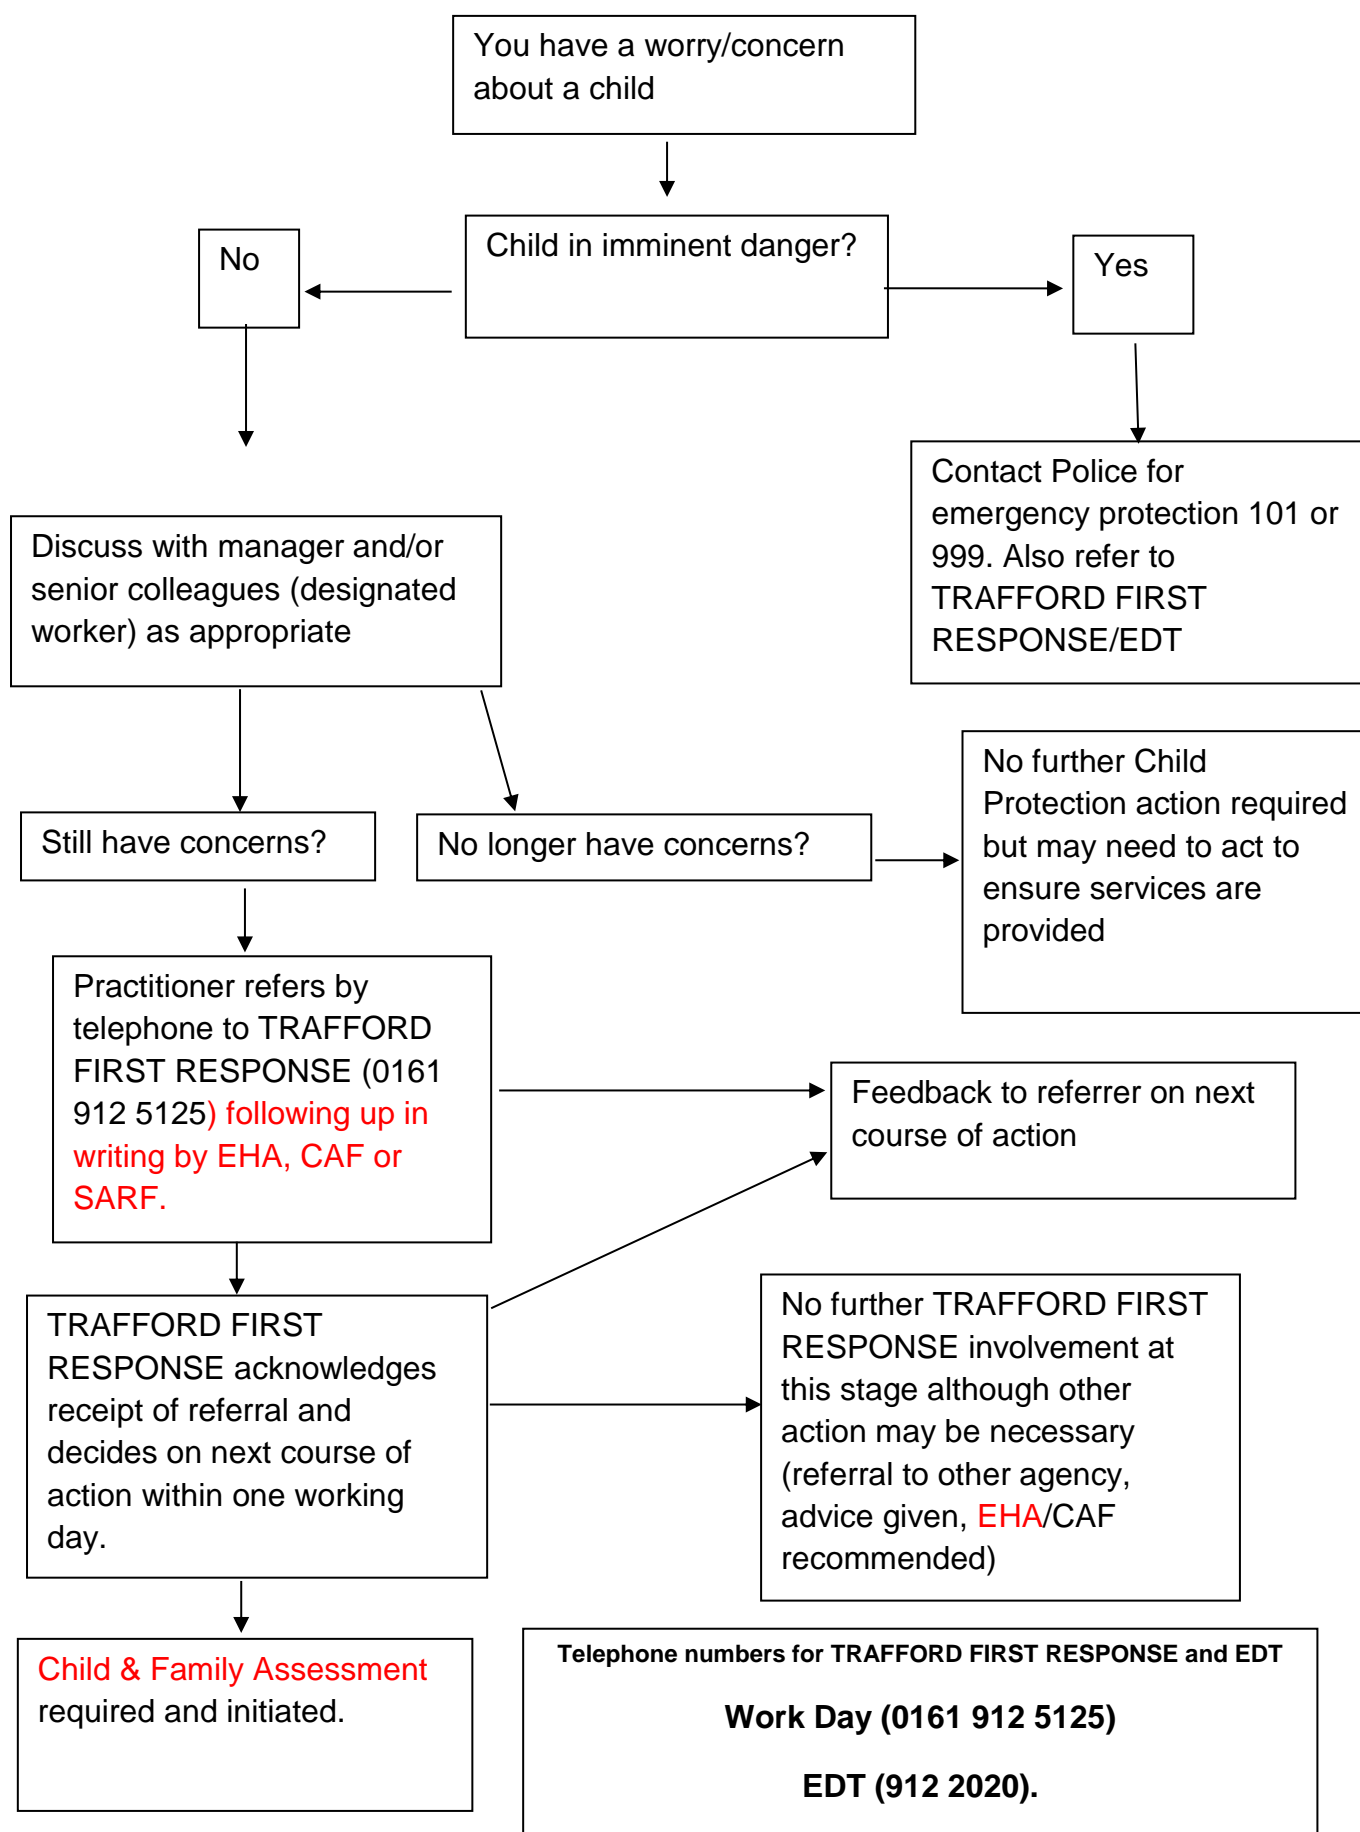 You have a worry/concern
about a child
No
Child in imminent danger?
Yes
Contact Police for
emergency protection 101 or
999. Also refer to
TRAFFORD FIRST
RESPONSE/EDT
Discuss with manager and/or
senior colleagues (designated
worker) as appropriate
No further Child
Protection action required
but may need to act to
ensure services are
provided
Still have concerns?
No longer have concerns?
Practitioner refers by
telephone to TRAFFORD
FIRST RESPONSE (0161
912 5125) following up in
writing by EHA, CAF or
SARF.
Feedback to referrer on next
course of action
TRAFFORD FIRST
RESPONSE acknowledges
receipt of referral and
decides on next course of
action within one working
day.
No further TRAFFORD FIRST
RESPONSE involvement at
this stage although other
action may be necessary
(referral to other agency,
advice given, EHA/CAF
recommended)
Child & Family Assessment
required and initiated.
Telephone numbers for TRAFFORD FIRST RESPONSE and EDT
Work Day (0161 912 5125)
EDT (912 2020).